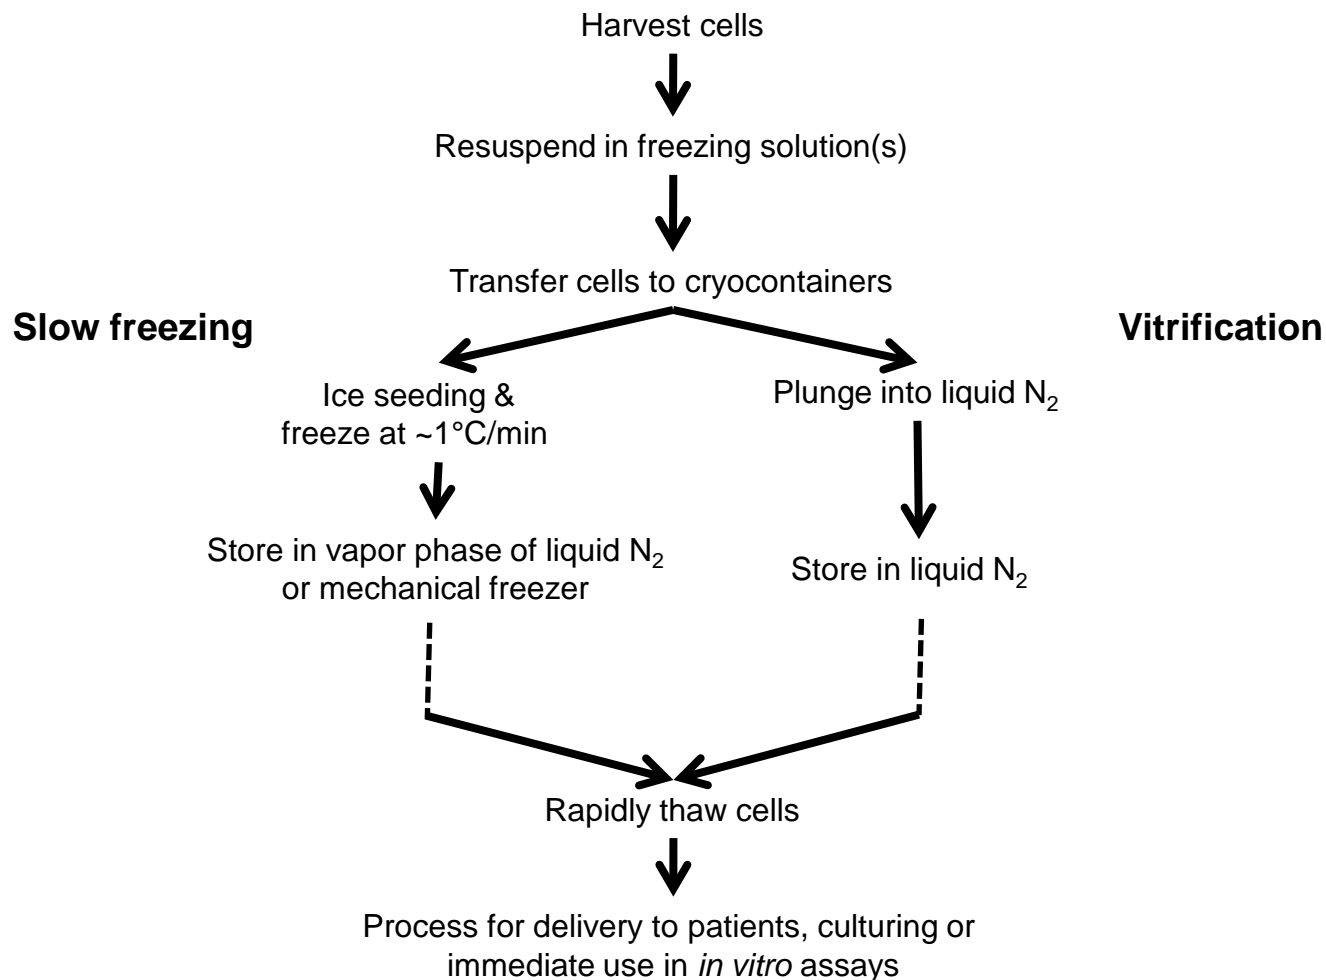 Harvest cells
Resuspend in freezing solution(s)
Transfer cells to cryocontainers
Slow freezing
Vitrification
Ice seeding &
freeze at ~1°C/min
Plunge into liquid N₂
Store in vapor phase of liquid N₂
or mechanical freezer
Store in liquid N₂
Rapidly thaw cells
Process for delivery to patients, culturing or
immediate use in in vitro assays